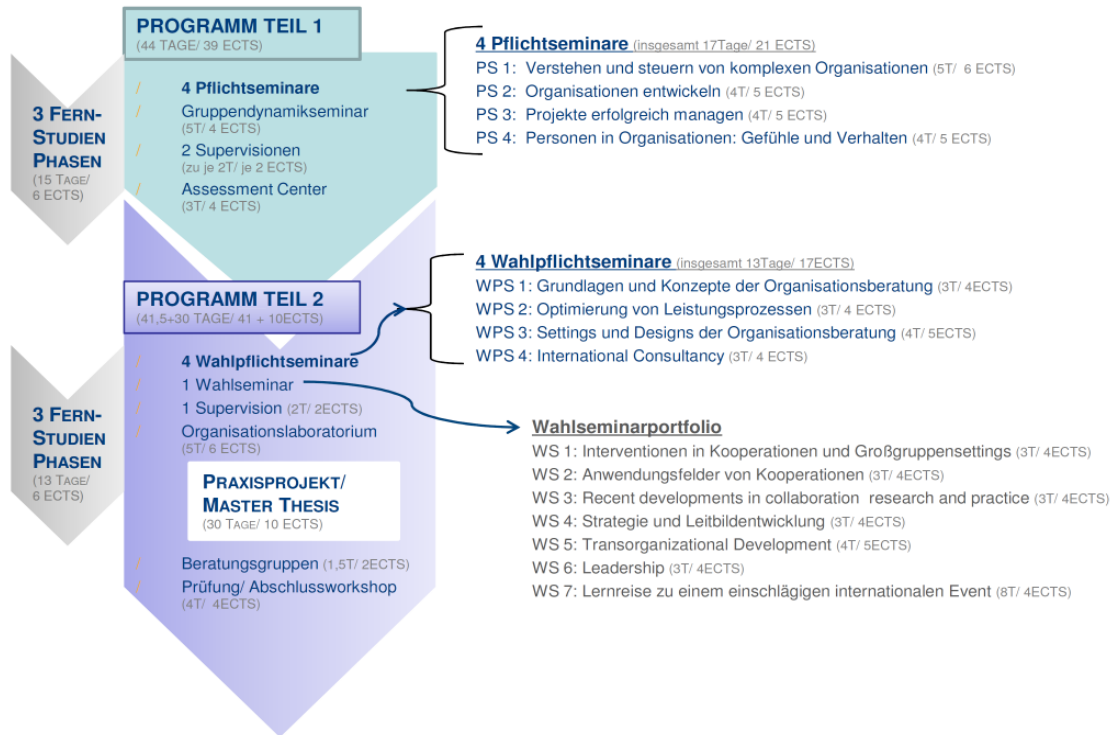 PROGRAMM TEIL 1
(44 TAGE/ 39 ECTS)
3 FERN-
STUDIEN
PHASEN
(15 TAGE/
6 ECTS)
/ 4 Pflichtseminare
/ Gruppendynamikseminar
(5T/ 4 ECTS)
/ 2 Supervisionen
(zu je 2T/ je 2 ECTS)
/ Assessment Center
(3T/ 4 ECTS)
4 Pflichtseminare (insgesamt 17Tage/ 21 ECTS)
PS 1: Verstehen und steuern von komplexen Organisationen (5T/ 6 ECTS)
PS 2: Organisationen entwickeln (4T/ 5 ECTS)
PS 3: Projekte erfolgreich managen (4T/ 5 ECTS)
PS 4: Personen in Organisationen: Gefühle und Verhalten (4T/ 5 ECTS)
PROGRAMM TEIL 2
(41,5+30 TAGE/ 41 + 10ECTS)
3 FERN-
STUDIEN
PHASEN
(13 TAGE/
6 ECTS)
/ 4 Wahlpflichtseminare
/ 1 Wahlseminar
/ 1 Supervision (2T/ 2ECTS)
/ Organisationslaboratorium
(5T/ 6 ECTS)
PRAXISPROJEKT/
MASTER THESIS
(30 TAGE/ 10 ECTS)
/ Beratungsgruppen (1,5T/ 2ECTS)
/ Prüfung/ Abschlussworkshop
(4T/ 4ECTS)
4 Wahlpflichtseminare (insgesamt 13Tage/ 17ECTS)
WPS 1: Grundlagen und Konzepte der Organisationsberatung (3T/ 4ECTS)
WPS 2: Optimierung von Leistungsprozessen (3T/ 4 ECTS)
WPS 3: Settings und Designs der Organisationsberatung (4T/ 5ECTS)
WPS 4: International Consultancy (3T/ 4 ECTS)
Wahlseminarportfolio
WS 1: Interventionen in Kooperationen und Großgruppensettings (3T/ 4ECTS)
WS 2: Anwendungsfelder von Kooperationen (3T/ 4ECTS)
WS 3: Recent developments in collaboration research and practice (3T/ 4ECTS)
WS 4: Strategie und Leitbildentwicklung (3T/ 4ECTS)
WS 5: Transorganizational Development (4T/ 5ECTS)
WS 6: Leadership (3T/ 4ECTS)
WS 7: Lernreise zu einem einschlägigen internationalen Event (8T/ 4ECTS)